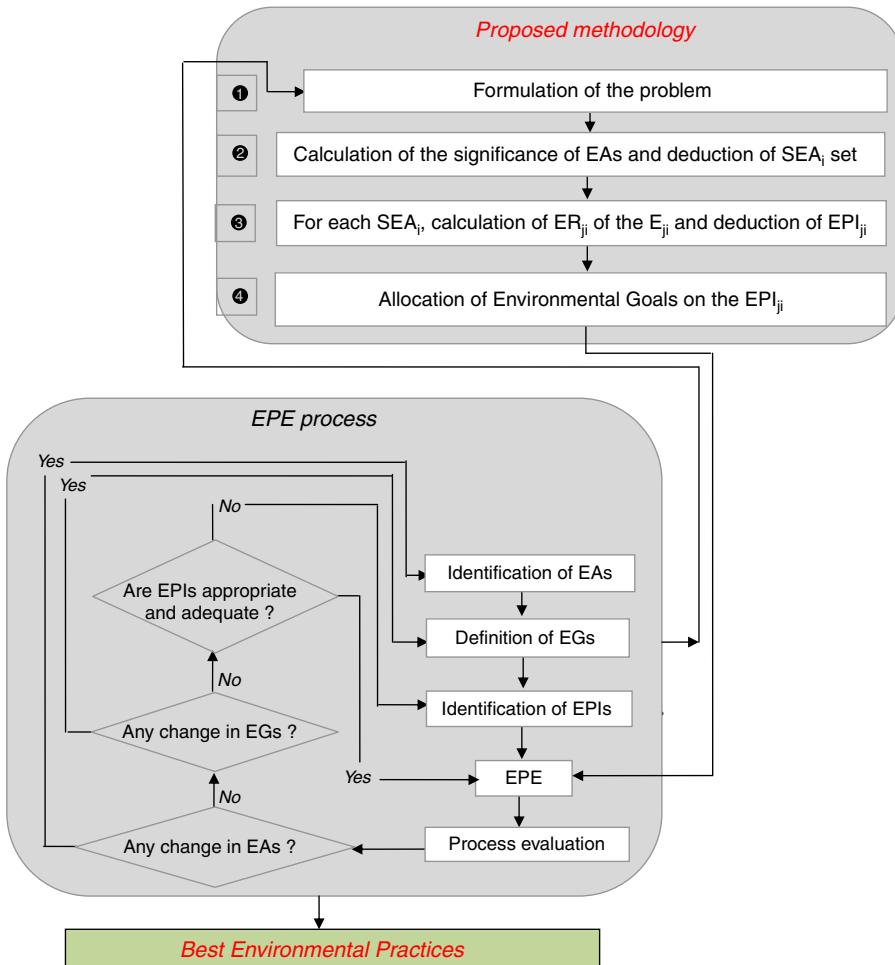 Proposed methodology
❶ Formulation of the problem
❷ Calculation of the significance of EAs and deduction of SEAi set
❸ For each SEAi, calculation of ERji of the Eji and deduction of EPIji
❹ Allocation of Environmental Goals on the EPIji
EPE process
Yes
Yes
No
Are EPIs appropriate
and adequate ?
Identification of EAs
Definition of EGs
No
Identification of EPIs
Any change in EGs ?
Yes
EPE
No
Any change in EAs ?
Process evaluation
Best Environmental Practices